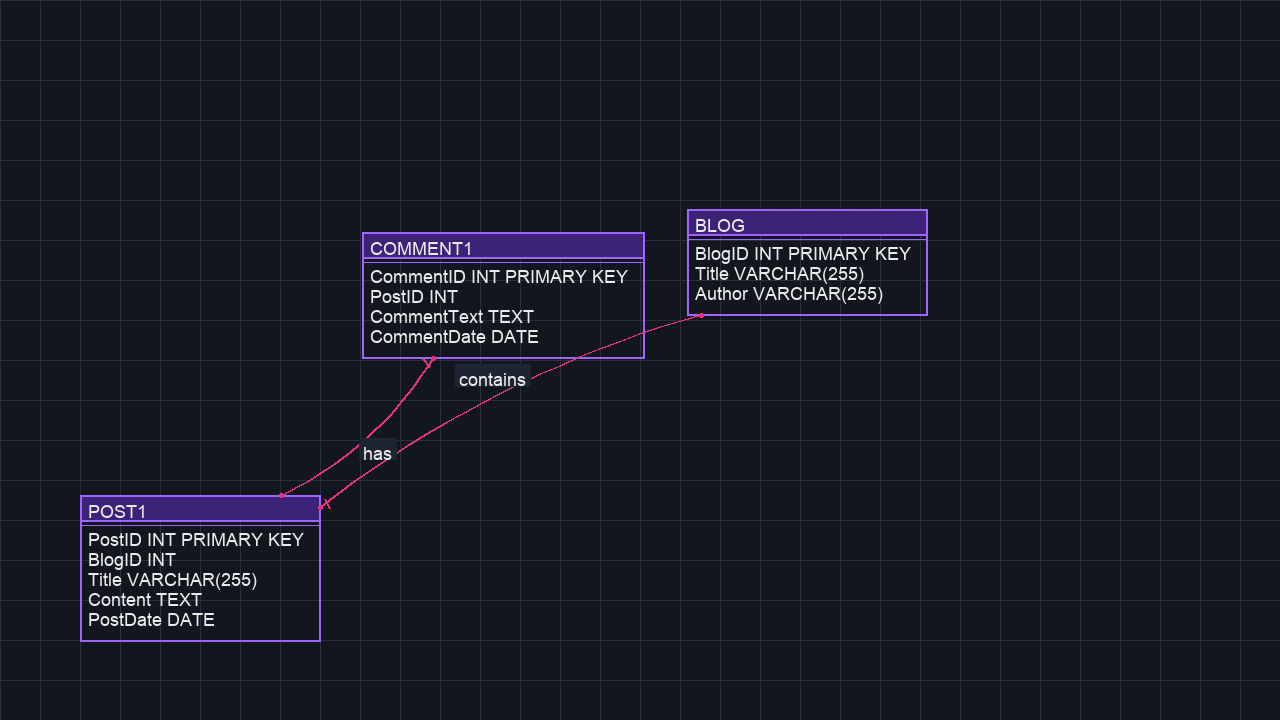 BLOG
BlogID INT PRIMARY KEY
Title VARCHAR(255)
Author VARCHAR(255)
COMMENT1
CommentID INT PRIMARY KEY
PostID INT
CommentText TEXT
CommentDate DATE
contains
has
POST1
PostID INT PRIMARY KEY
BlogID INT
Title VARCHAR(255)
Content TEXT
PostDate DATE